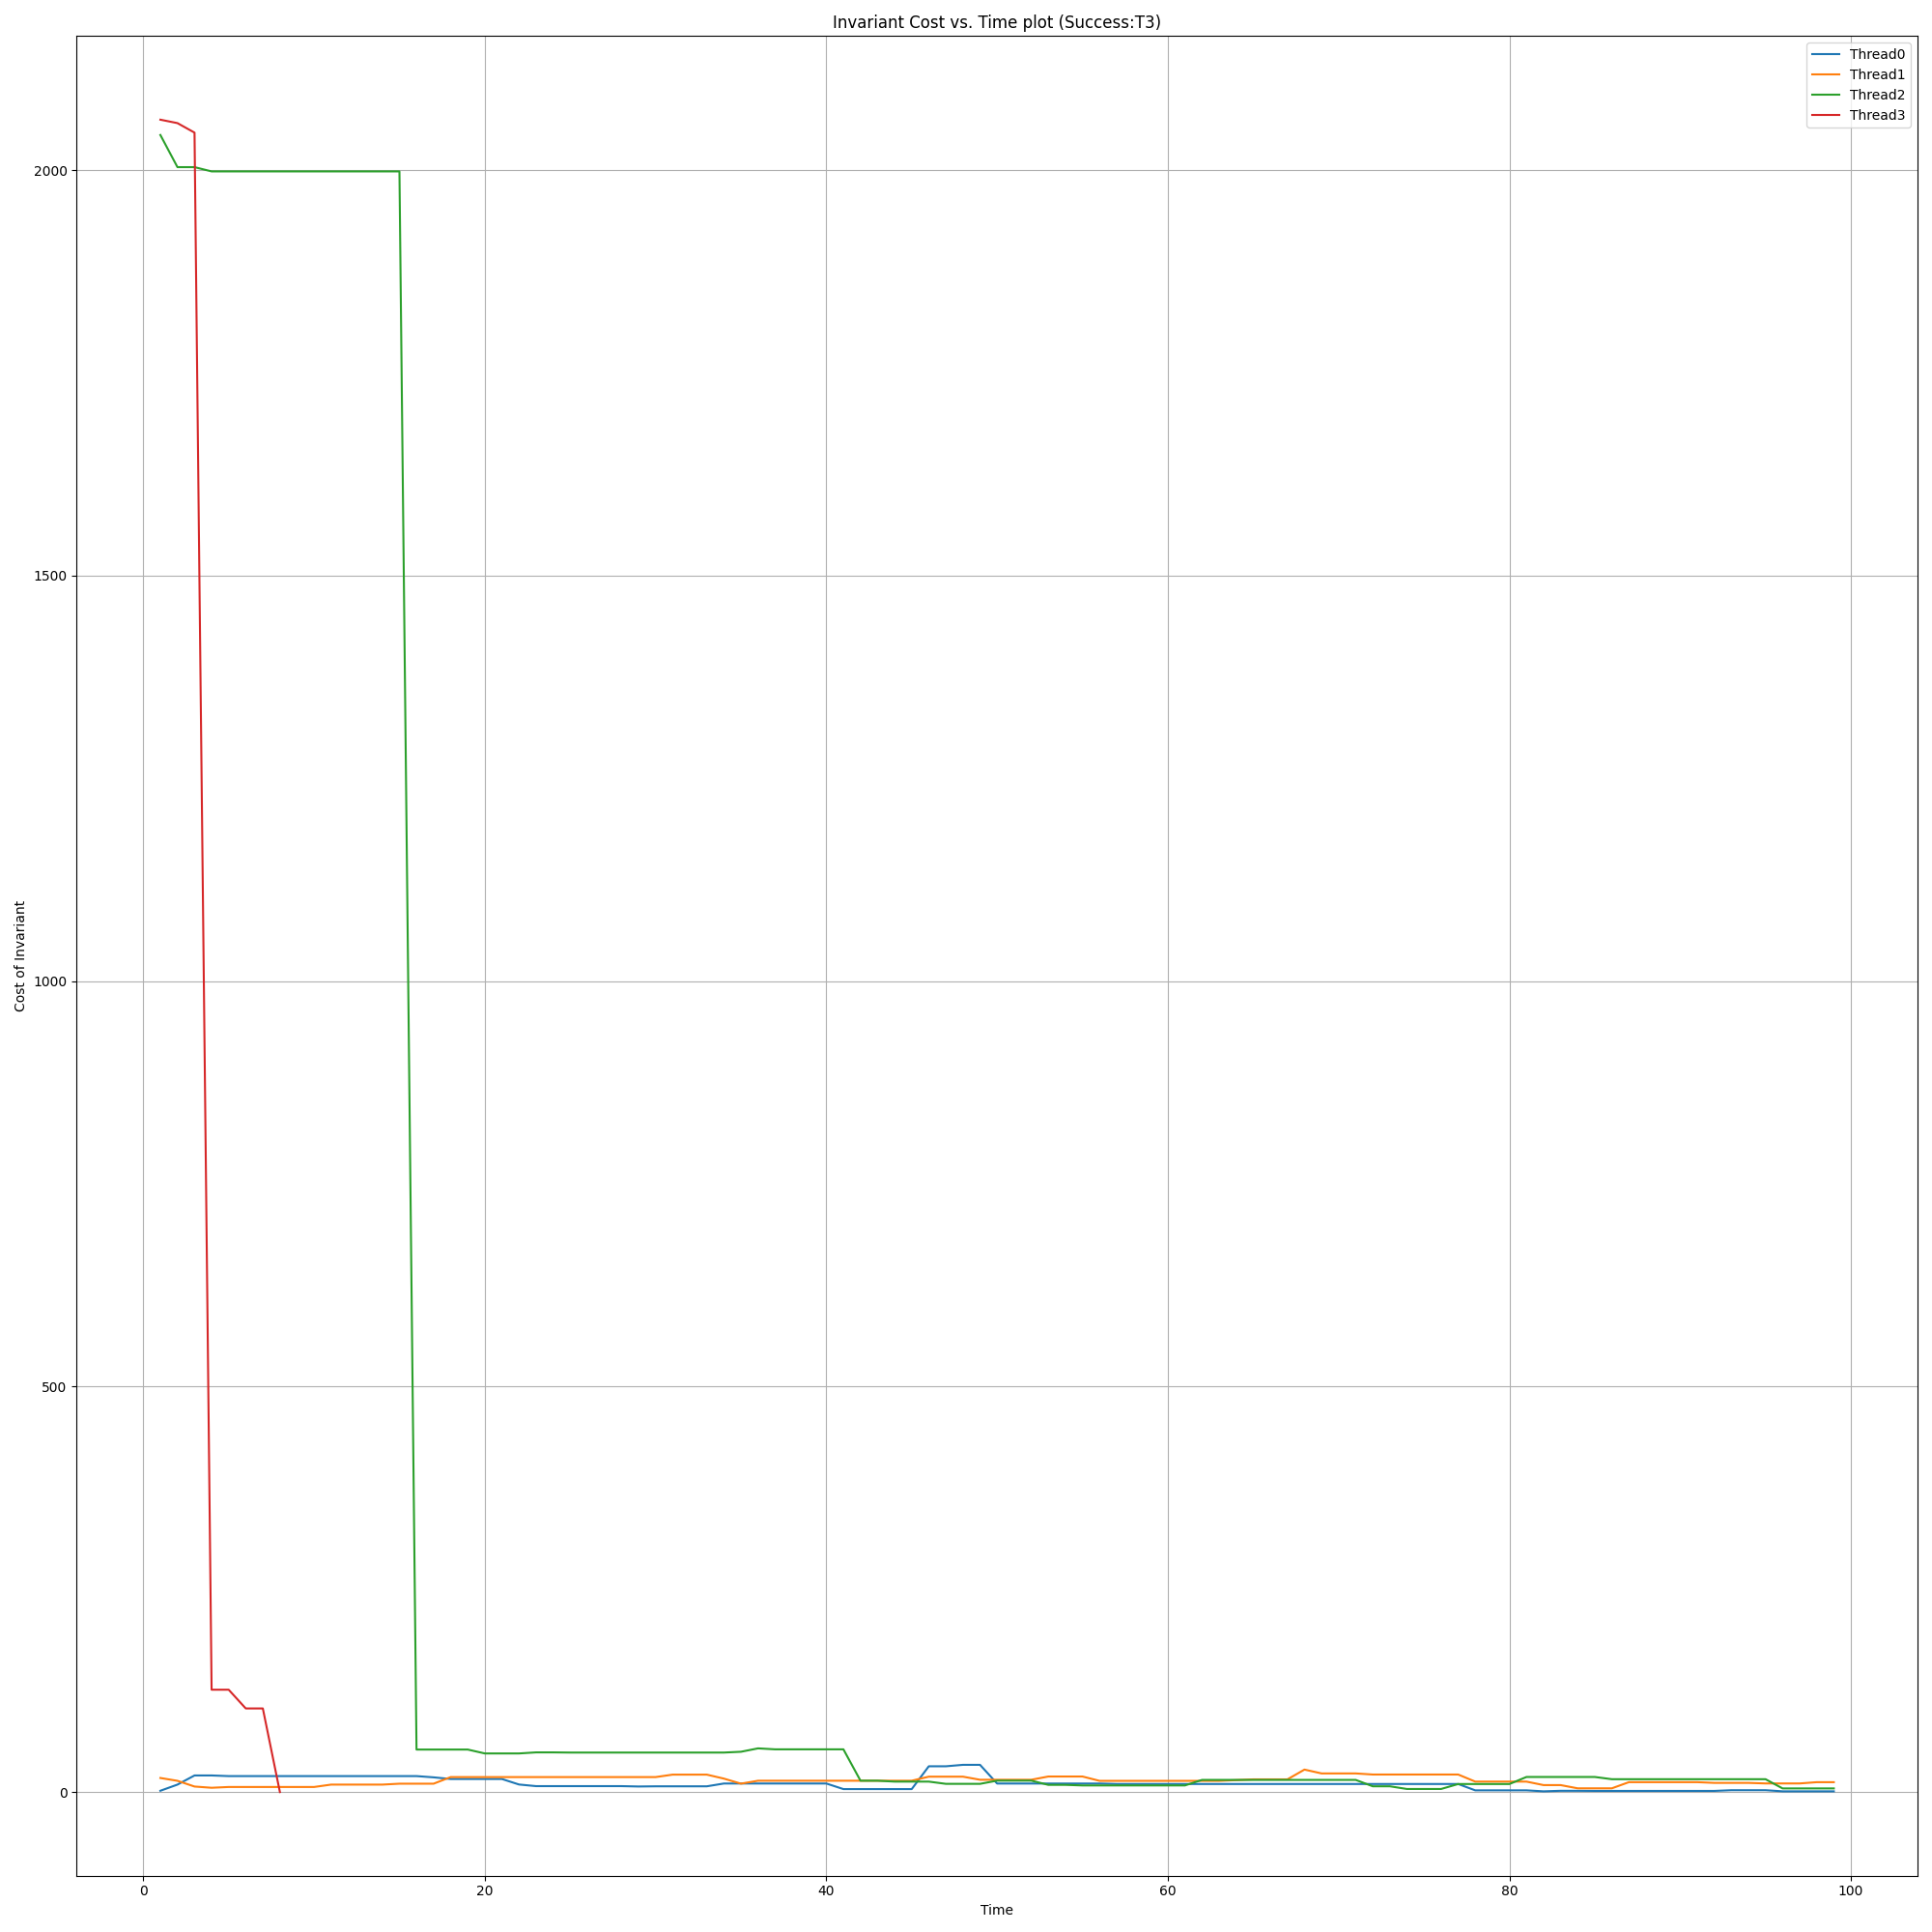 Invariant Cost vs. Time plot (Success:T3)
Thread0
Thread1
Thread2
Thread3
2000
1500
1000
500
0
Cost of Invariant
0 20 40 60 80 100
Time